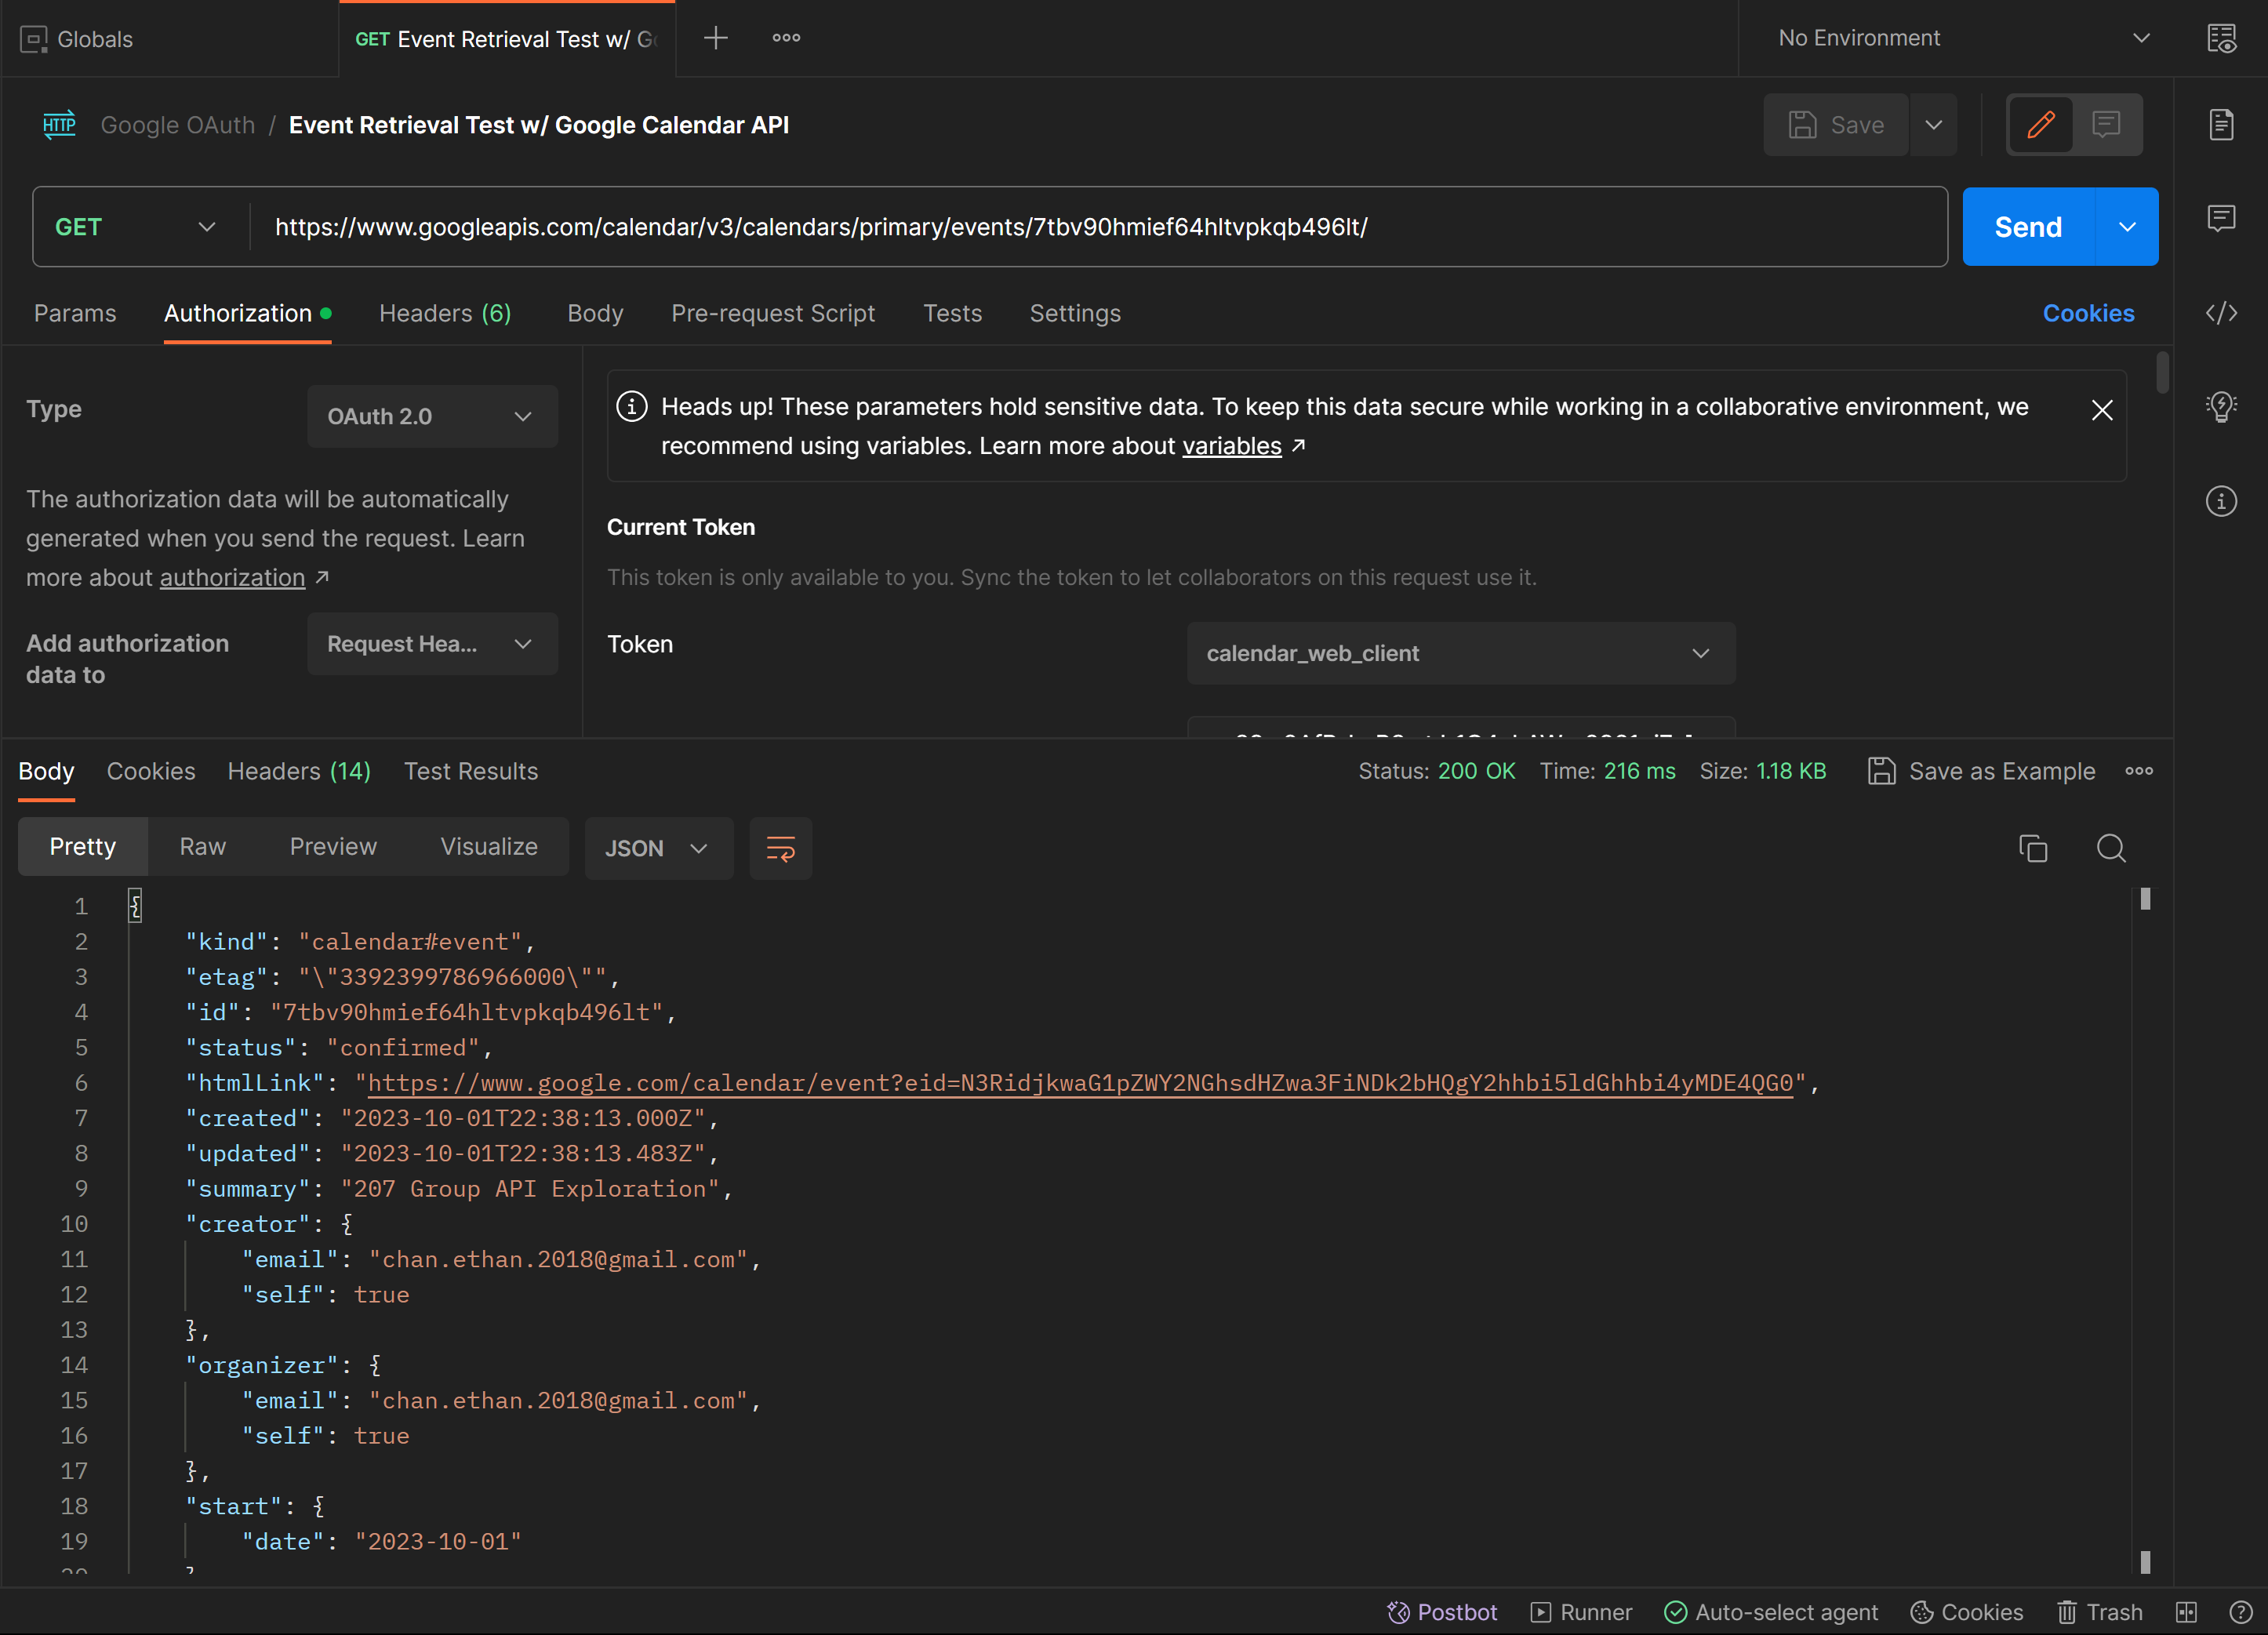 Globals
GET Event Retrieval Test w/
No Environment
HTTP Google OAuth / Event Retrieval Test w/ Google Calendar API
Save
GET https://www.googleapis.com/calendar/v3/calendars/primary/events/7tbv90hmief64hltvpkqb496lt/
Send
Params Authorization Headers (6) Body Pre-request Script Tests Settings Cookies
Type
OAuth 2.0
The authorization data will be automatically
generated when you send the request. Learn
more about authorization ↗
Add authorization
data to
Request Hea...
Heads up! These parameters hold sensitive data. To keep this data secure while working in a collaborative environment, we
recommend using variables. Learn more about variables ↗
Current Token
This token is only available to you. Sync the token to let collaborators on this request use it.
Token
calendar_web_client
Body Cookies Headers (14) Test Results
Status: 200 OK Time: 216 ms Size: 1.18 KB Save as Example
Pretty Raw Preview Visualize JSON
1 {
2 "kind": "calendar#event",
3 "etag": "\"3392399786966000\"",
4 "id": "7tbv90hmief64hltvpkqb496lt",
5 "status": "confirmed",
6 "htmlLink": "https://www.google.com/calendar/event?eid=N3RidjkwaG1pZWY2NGhsdHZwa3FiNDk2bHQgY2hhbi5ldGhhbi4yMDE4QG0",
7 "created": "2023-10-01T22:38:13.000Z",
8 "updated": "2023-10-01T22:38:13.483Z",
9 "summary": "207 Group API Exploration",
10 "creator": {
11 "email": "chan.ethan.2018@gmail.com",
12 "self": true
13 },
14 "organizer": {
15 "email": "chan.ethan.2018@gmail.com",
16 "self": true
17 },
18 "start": {
19 "date": "2023-10-01"
Postbot Runner Auto-select agent Cookies Trash